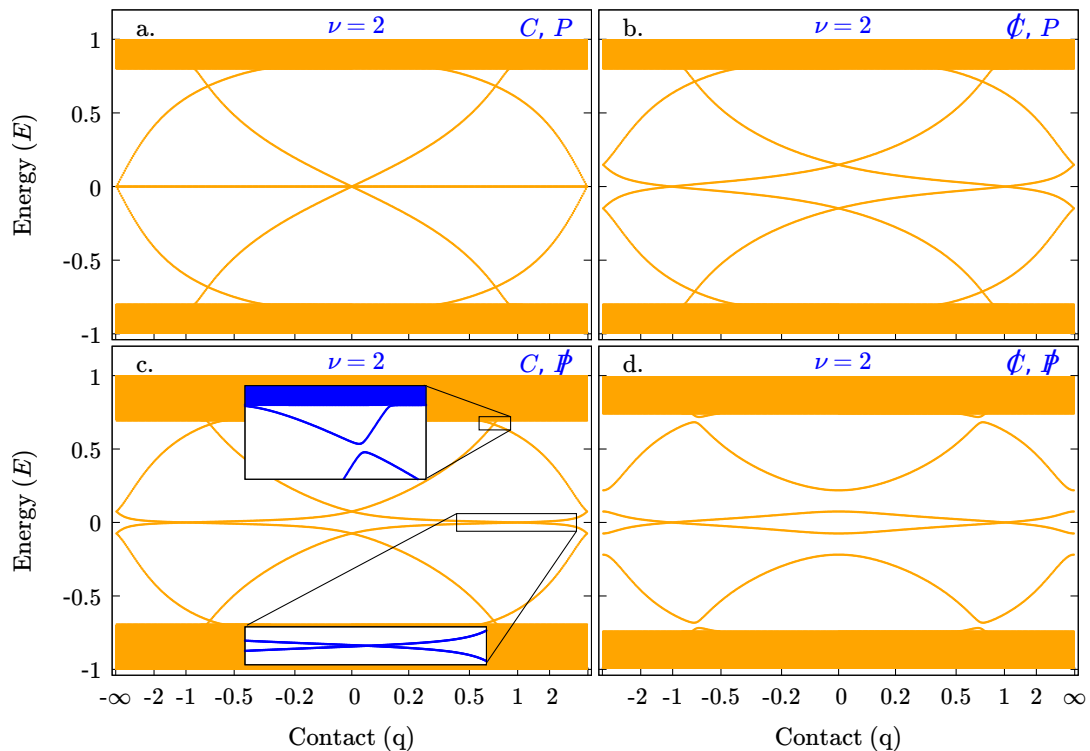 a. ν = 2 C, P
b. ν = 2 C̸, P
1
0.5
0
-0.5
-1
Energy (E)
c. ν = 2 C, P̸
d. ν = 2 C̸, P̸
1
0.5
0
-0.5
-1
Energy (E)
-∞ -2 -1 -0.5 -0.2 0 0.2 0.5 1 2
-2 -1 -0.5 -0.2 0 0.2 0.5 1 2 ∞
Contact (q)
Contact (q)